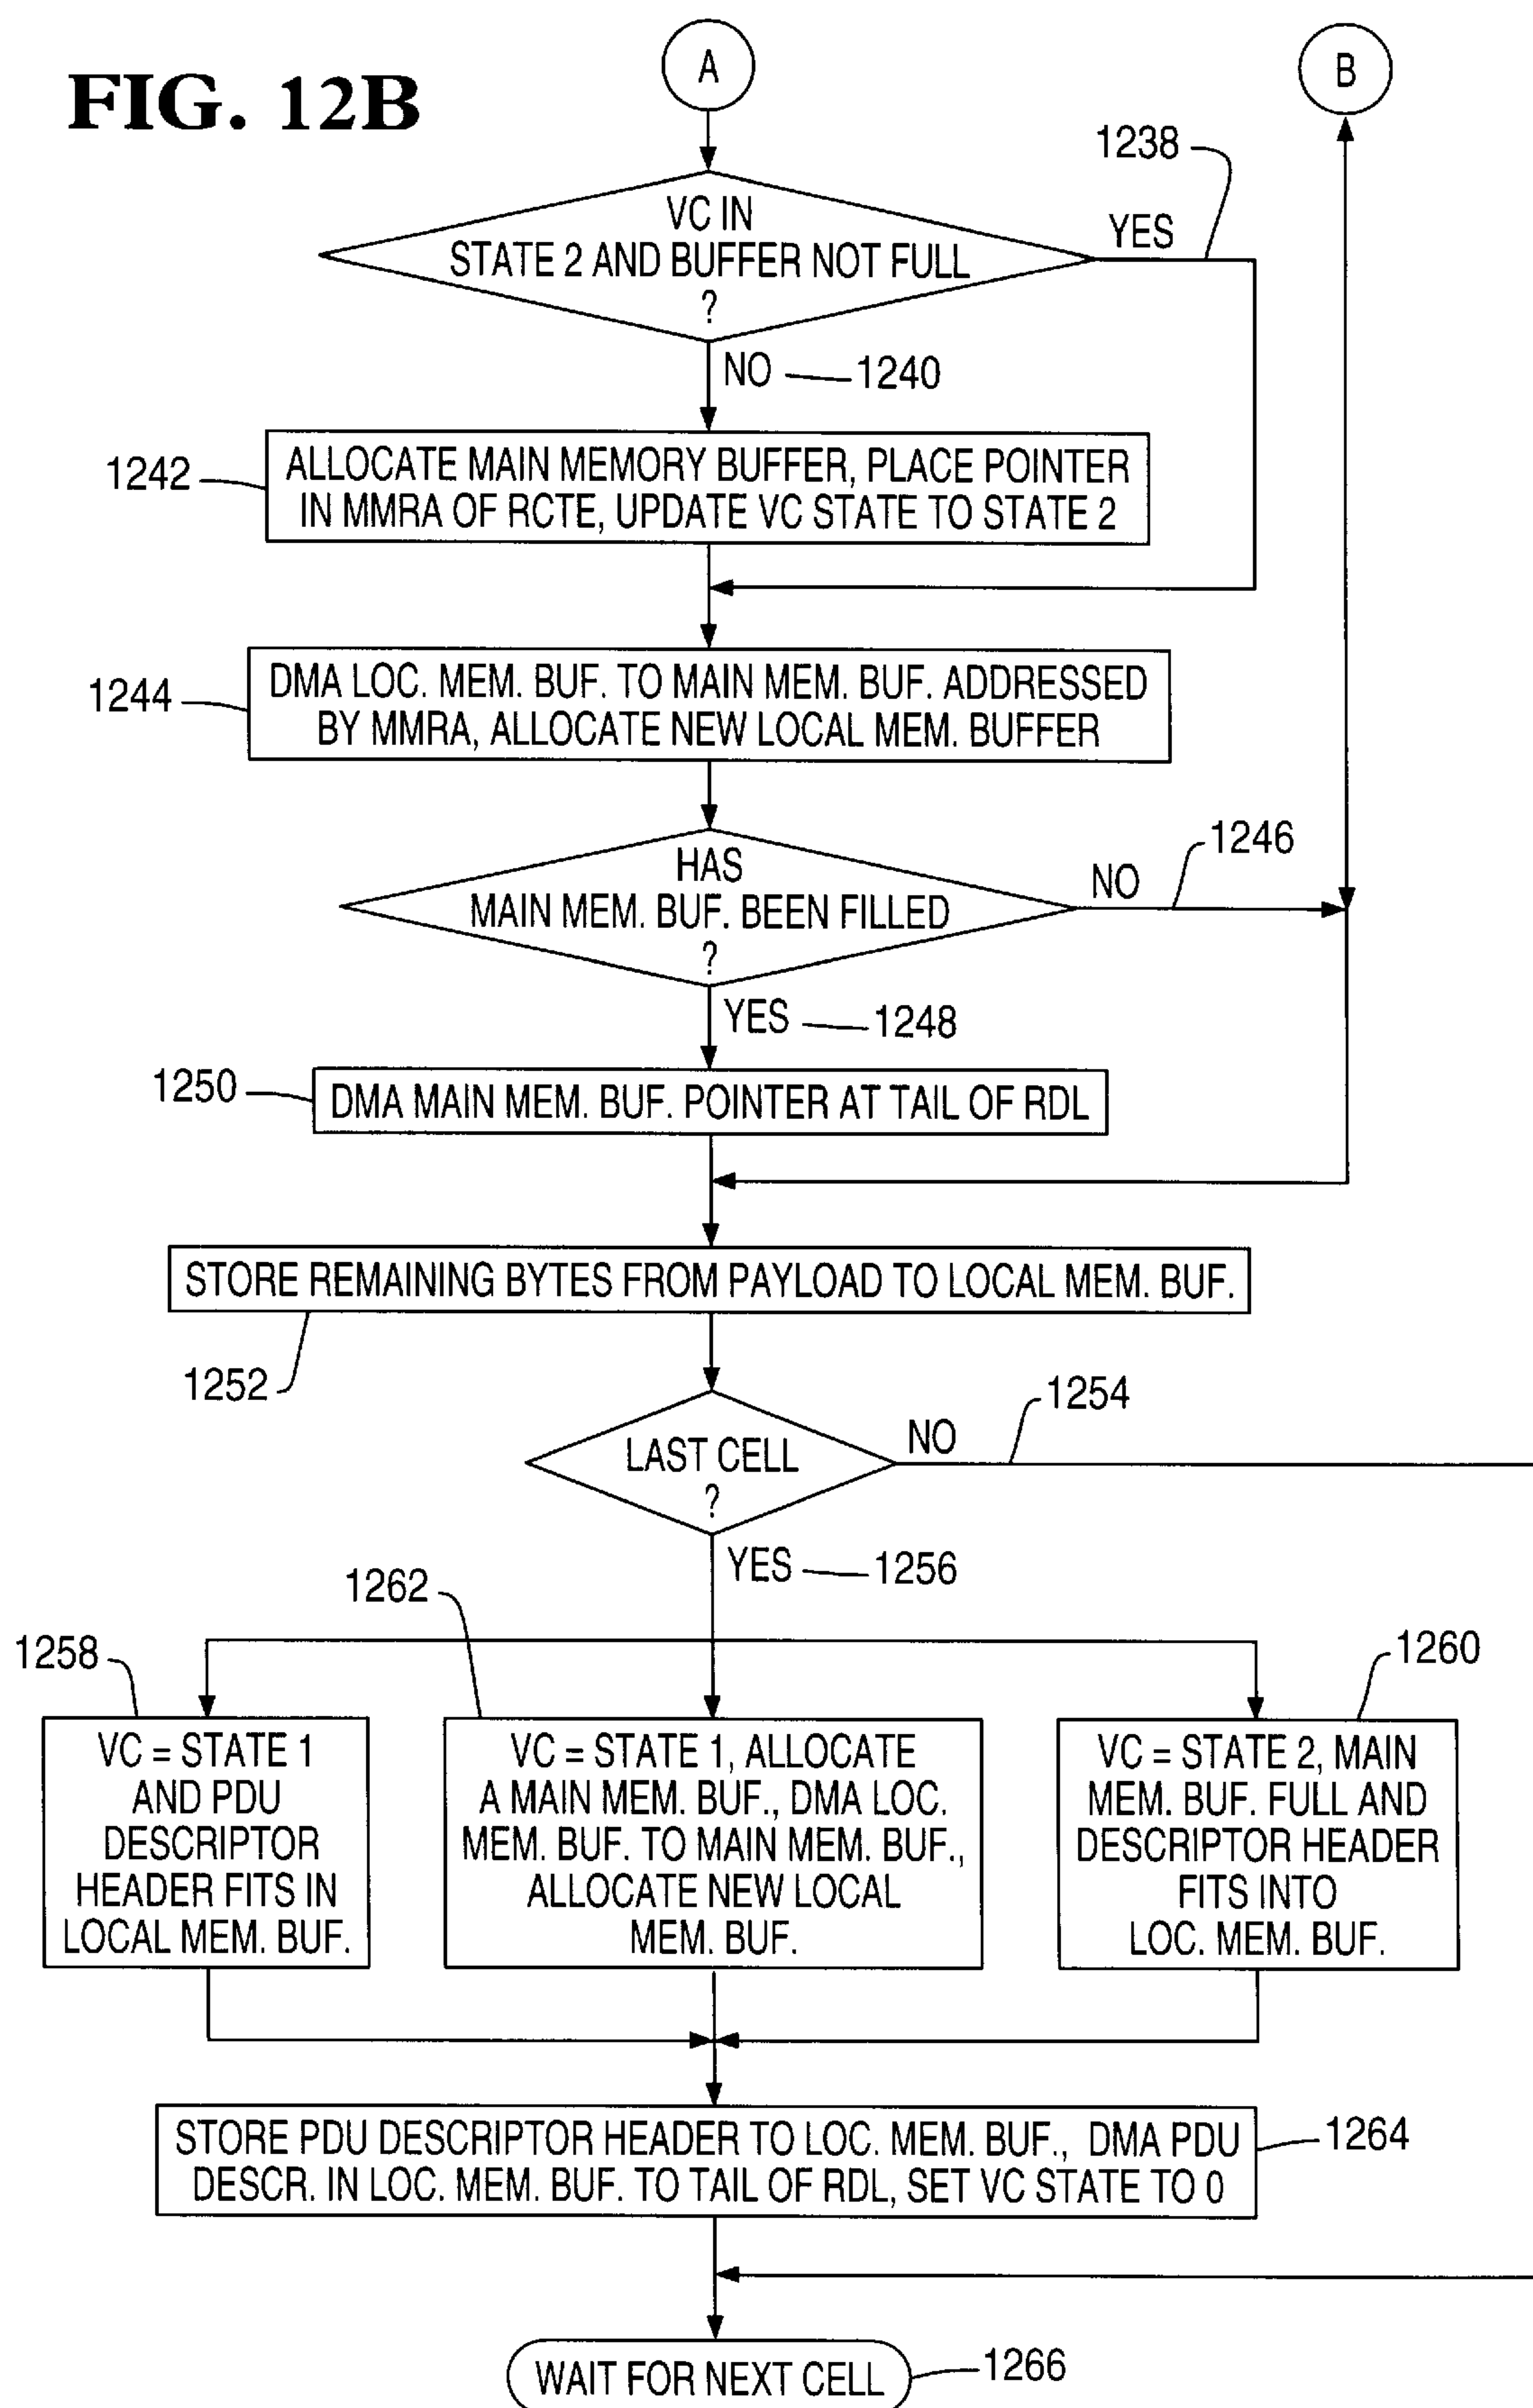 FIG. 12B
A
B
1238
VC IN
STATE 2 AND BUFFER NOT FULL
?
YES
NO
1240
1242
ALLOCATE MAIN MEMORY BUFFER, PLACE POINTER
IN MMRA OF RCTE, UPDATE VC STATE TO STATE 2
1244
DMA LOC. MEM. BUF. TO MAIN MEM. BUF. ADDRESSED
BY MMRA, ALLOCATE NEW LOCAL MEM. BUFFER
HAS
MAIN MEM. BUF. BEEN FILLED
?
NO
1246
YES
1248
1250
DMA MAIN MEM. BUF. POINTER AT TAIL OF RDL
STORE REMAINING BYTES FROM PAYLOAD TO LOCAL MEM. BUF.
1252
LAST CELL
?
NO
1254
YES
1256
1262
1258
1260
VC = STATE 1
AND PDU
DESCRIPTOR
HEADER FITS IN
LOCAL MEM. BUF.
VC = STATE 1, ALLOCATE
A MAIN MEM. BUF., DMA LOC.
MEM. BUF. TO MAIN MEM. BUF.,
ALLOCATE NEW LOCAL
MEM. BUF.
VC = STATE 2, MAIN
MEM. BUF. FULL AND
DESCRIPTOR HEADER
FITS INTO
LOC. MEM. BUF.
STORE PDU DESCRIPTOR HEADER TO LOC. MEM. BUF., DMA PDU
DESCR. IN LOC. MEM. BUF. TO TAIL OF RDL, SET VC STATE TO 0
1264
WAIT FOR NEXT CELL
1266